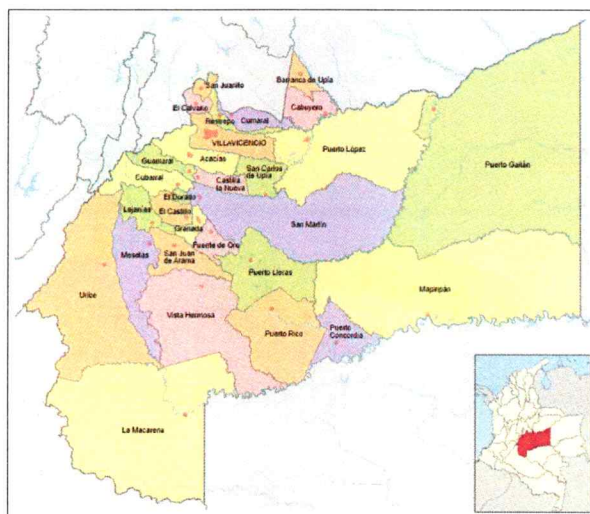 San Juanito
Barranca de Upía
El Calvario
Cabuyaro
Restrepo
Cumaral
VILLAVICENCIO
Puerto López
Puerto Gaitán
Guamaral
Acacías
San Carlos
de Upía
Cubarral
Castilla
la Nueva
El Dorado
Lejanías
El Castillo
San Martín
Granada
Fuente de Oro
Mesetas
San Juan
de Arama
Puerto Lleras
Uribe
Mapiripán
Vista Hermosa
Puerto Rico
Puerto
Concordia
La Macarena